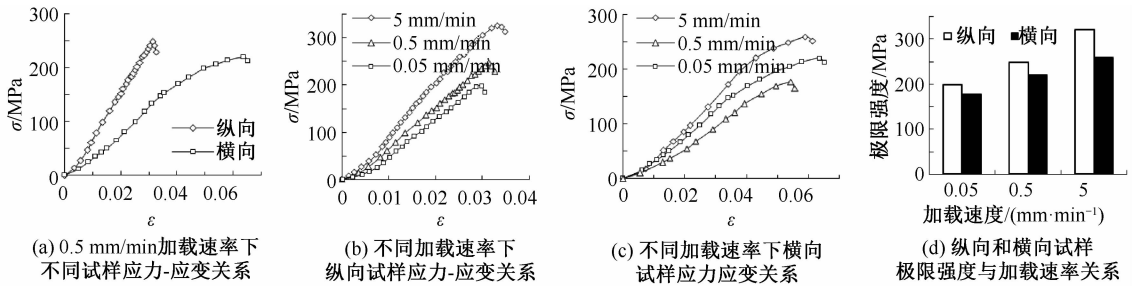 300
200
100
0
σ/MPa
纵向
横向
0
0.02
0.04
0.06
ε
(a) 0.5 mm/min加载速率下
不同试样应力-应变关系
300
200
100
0
σ/MPa
5 mm/min
0.5 mm/min
0.05 mm/min
0
0.01
0.02
0.03
0.04
ε
(b) 不同加载速率下
纵向试样应力-应变关系
300
200
100
0
σ/MPa
5 mm/min
0.5 mm/min
0.05 mm/min
0
0.02
0.04
0.06
ε
(c) 不同加载速率下横向
试样应力应变关系
300
200
100
0
极限强度/MPa
纵向
横向
0.05
0.5
5
加载速度/(mm·min⁻¹)
(d) 纵向和横向试样
极限强度与加载速率关系